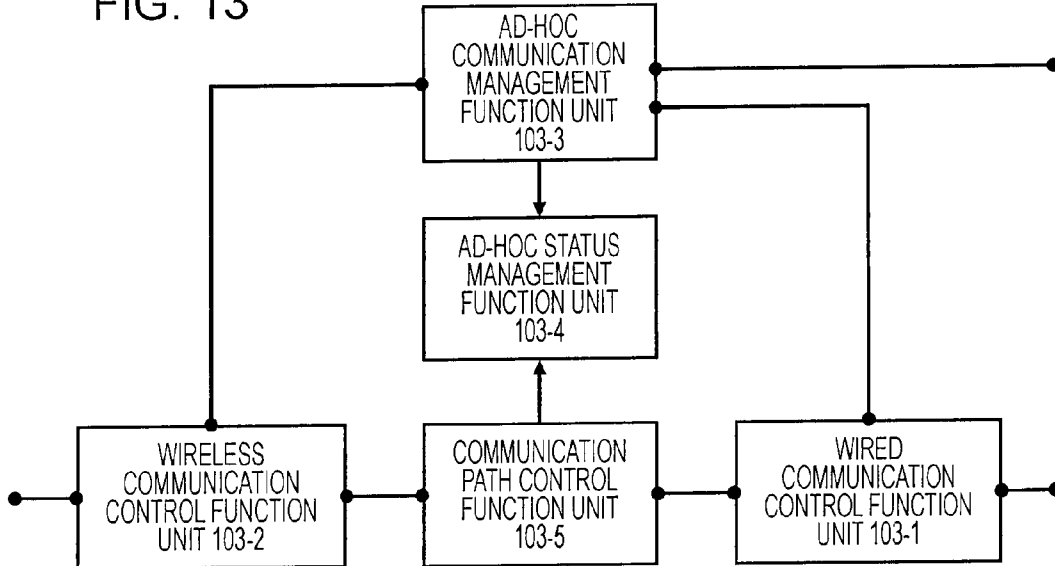 FIG. 13
AD-HOC
COMMUNICATION
MANAGEMENT
FUNCTION UNIT
103-3
AD-HOC STATUS
MANAGEMENT
FUNCTION UNIT
103-4
WIRELESS
COMMUNICATION
CONTROL FUNCTION
UNIT 103-2
COMMUNICATION
PATH CONTROL
FUNCTION UNIT
103-5
WIRED
COMMUNICATION
CONTROL FUNCTION
UNIT 103-1